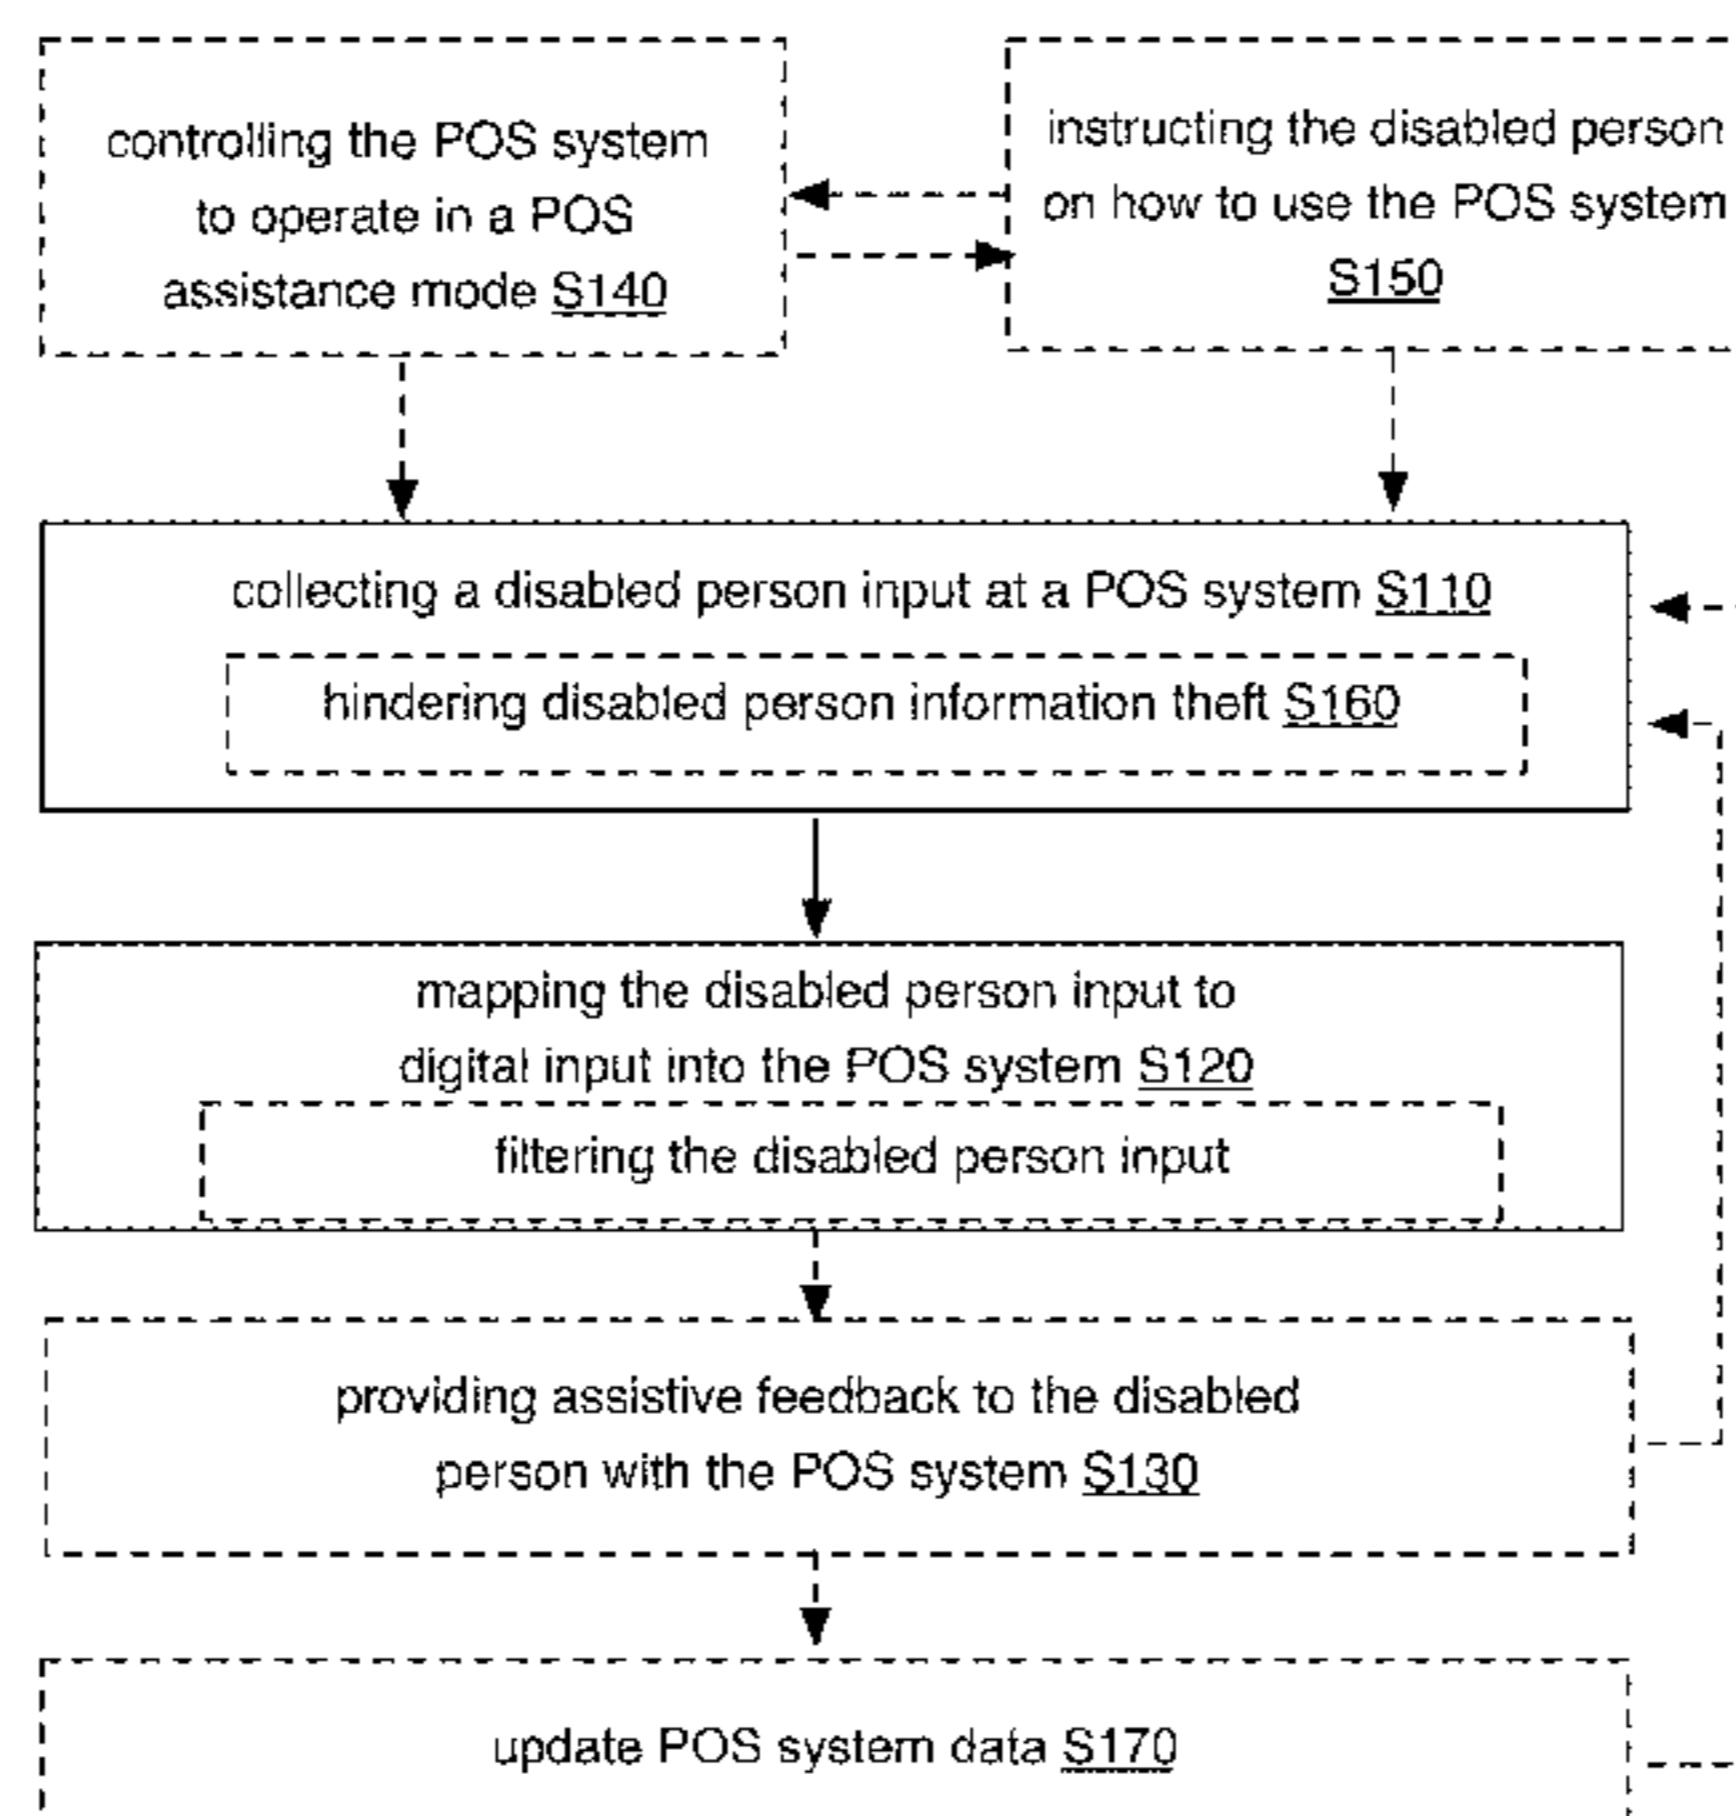 controlling the POS system
to operate in a POS
assistance mode S140
instructing the disabled person
on how to use the POS system
S150
collecting a disabled person input at a POS system S110
hindering disabled person information theft S160
mapping the disabled person input to
digital input into the POS system S120
filtering the disabled person input
providing assistive feedback to the disabled
person with the POS system S130
update POS system data S170